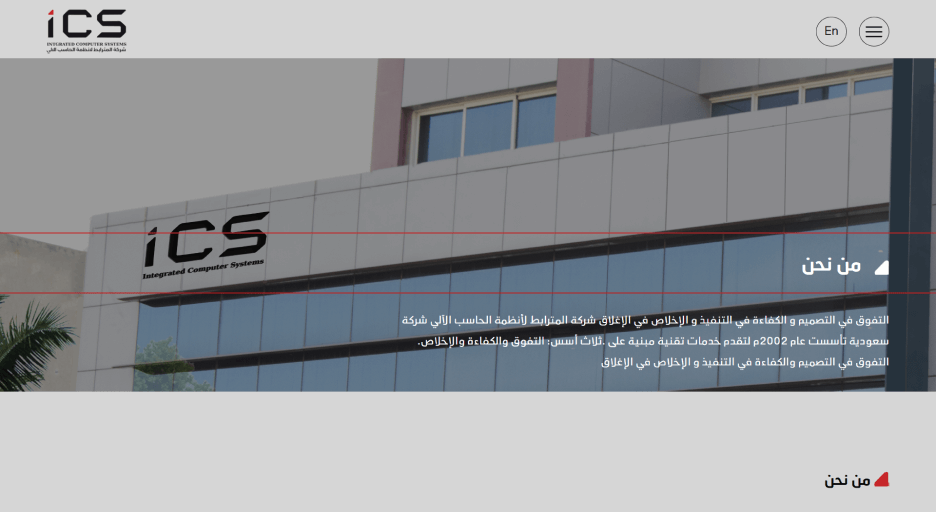 iCS
INTGRATED COMPUTER SYSTEMS
شركة المترابط لانظمة الحاسب الآلي
En
iCS
Integrated Computer Systems
من نحن
التفوق في التصميم و الكفاءة في التنفيذ و الإخلاص في الإغلاق شركة المترابط لأنظمة الحاسب الآلي شركة
سعودية تأسست عام 2002م لتقدم خدمات تقنية مبنية على .ثلاث أسس: التفوق والكفاءة والإخلاص.
التفوق في التصميم والكفاءة في التنفيذ و الإخلاص في الإغلاق
من نحن